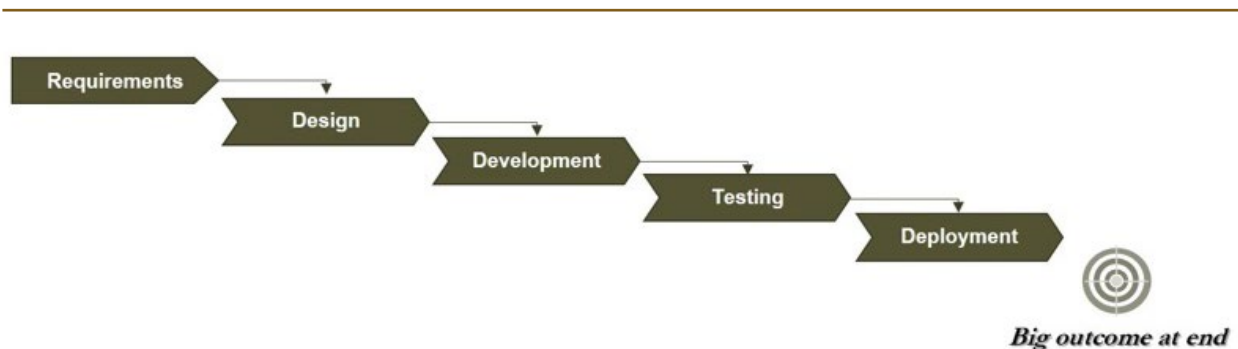 Requirements
Design
Development
Testing
Deployment
Big outcome at end